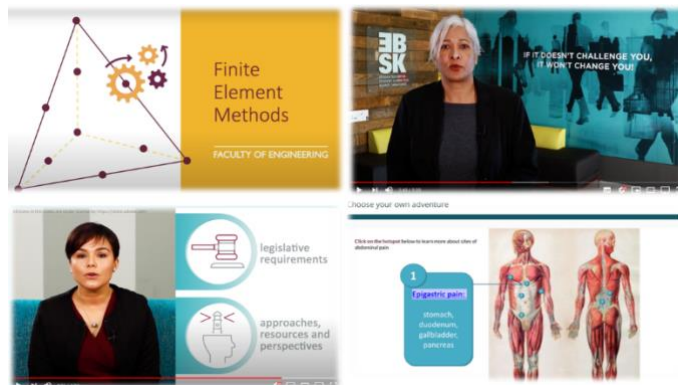 Finite
Element
Methods
FACULTY OF ENGINEERING
EB
SK
IF IT DOESN'T CHALLENGE YOU,
IT WON'T CHANGE YOU!
legislative
requirements
approaches,
resources and
perspectives
Choose your own adventure
Click on the hotspot below to learn more about sites of
abdominal pain
1
Epigastric pain:
stomach,
duodenum,
gallbladder,
pancreas